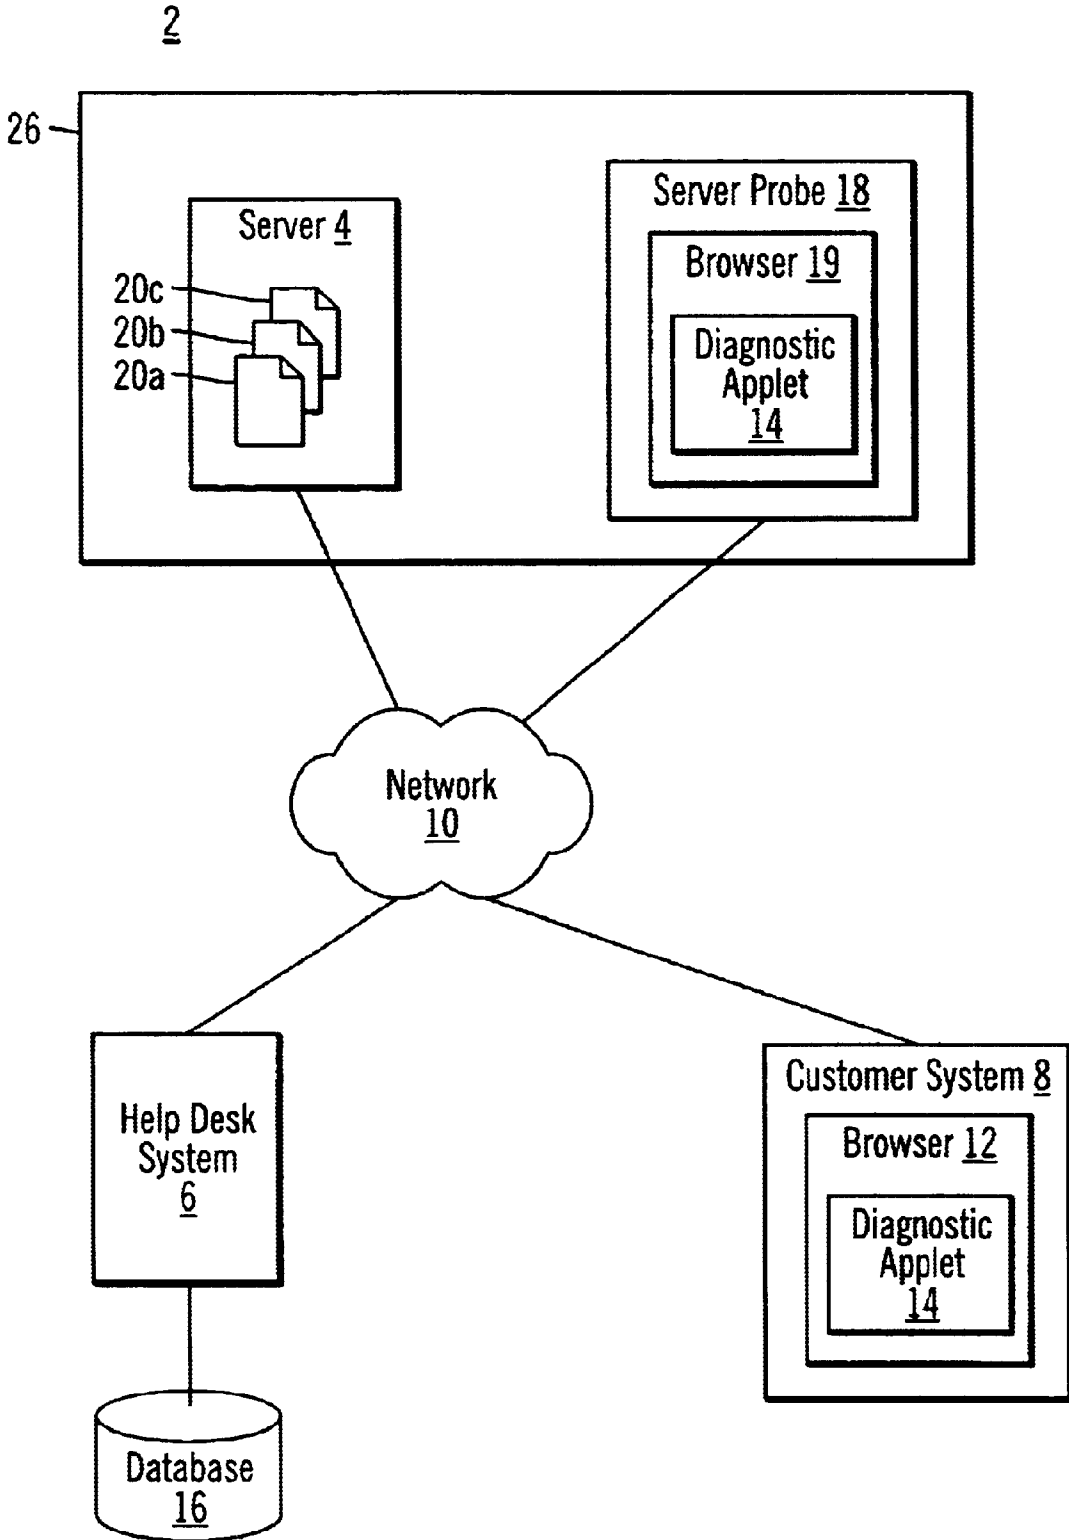 2
26
Server 4
20c
20b
20a
Server Probe 18
Browser 19
Diagnostic
Applet
14
Network
10
Help Desk
System
6
Database
16
Customer System 8
Browser 12
Diagnostic
Applet
14